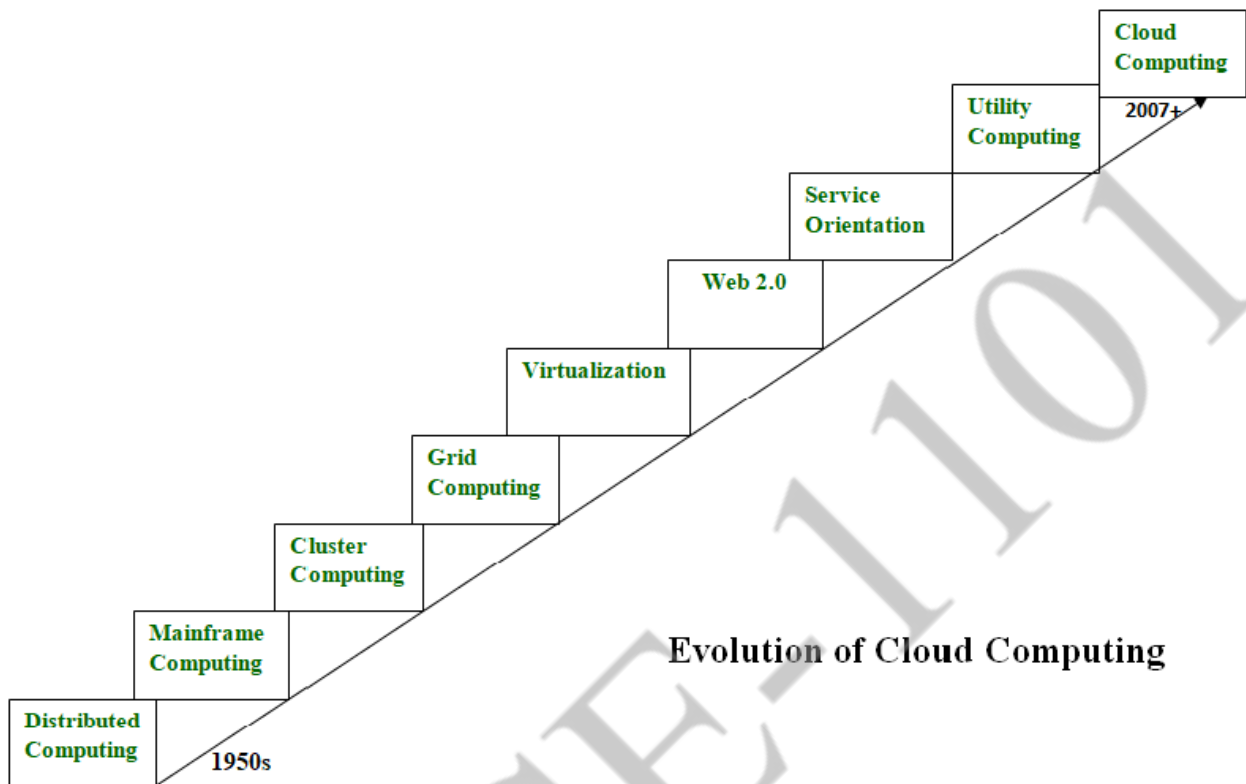 Cloud
Computing
2007+
Utility
Computing
Service
Orientation
Web 2.0
Virtualization
Grid
Computing
Cluster
Computing
Mainframe
Computing
Evolution of Cloud Computing
Distributed
Computing
1950s
E-1101